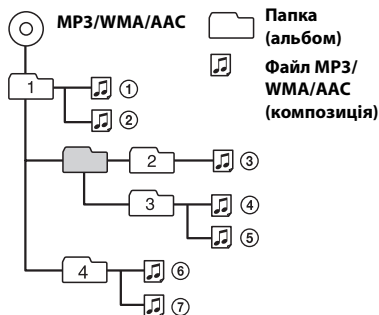 MP3/WMA/AAC
Папка
(альбом)
Файл MP3/
WMA/AAC
(композиція)
1
①
②
2
③
3
④
⑤
4
⑥
⑦